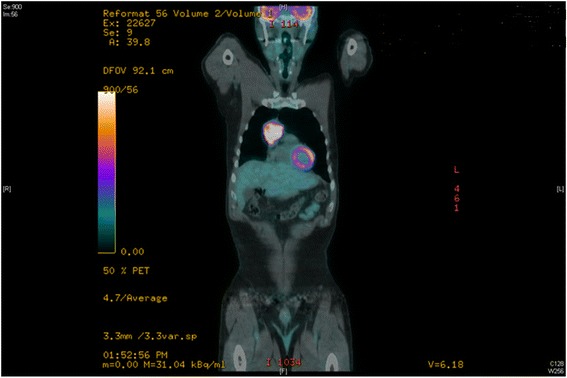 Se:900
Im:56
[H]
Reformat 56 Volume 2/Volume 1
Ex: 22627
I 114
Se: 9
A: 39.8
DFOV 92.1 cm
900/56
[R]
L
4
6
1
[L]
0.00
50 % PET
4.7/Average
3.3mm /3.3var.sp
01:52:56 PM
m=0.00 M=31.04 kBq/ml
I 1034
[F]
V=6.18
C128
W256